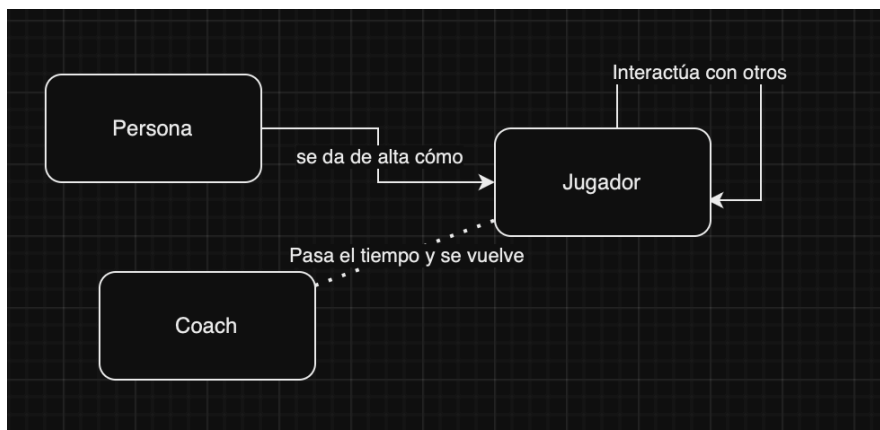 Interactúa con otros
Persona
se da de alta cómo
Jugador
Pasa el tiempo y se vuelve
Coach